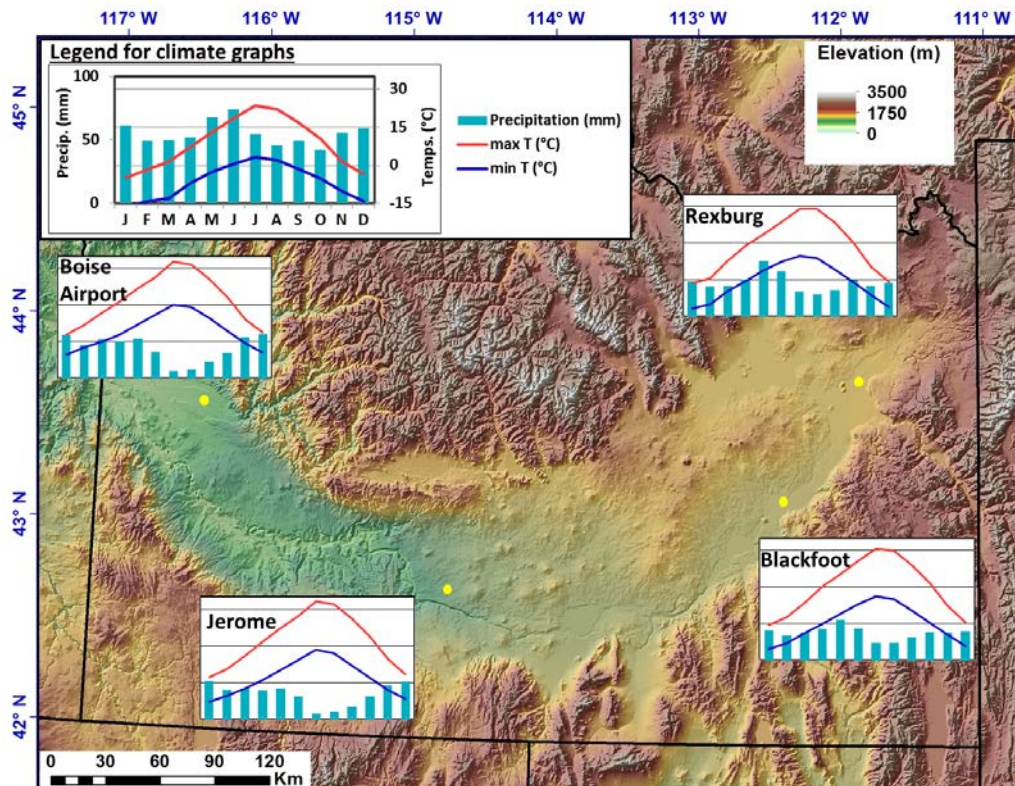 117° W 116° W 115° W 114° W 113° W 112° W 111° W
45° N
44° N
43° N
42° N
Legend for climate graphs
Precip. (mm)
100
50
0
Temps. (°C)
30
15
0
-15
J F M A M J J A S O N D
Precipitation (mm)
max T (°C)
min T (°C)
Elevation (m)
3500
1750
0
Boise
Airport
Rexburg
Jerome
Blackfoot
0 30 60 90 120
Km